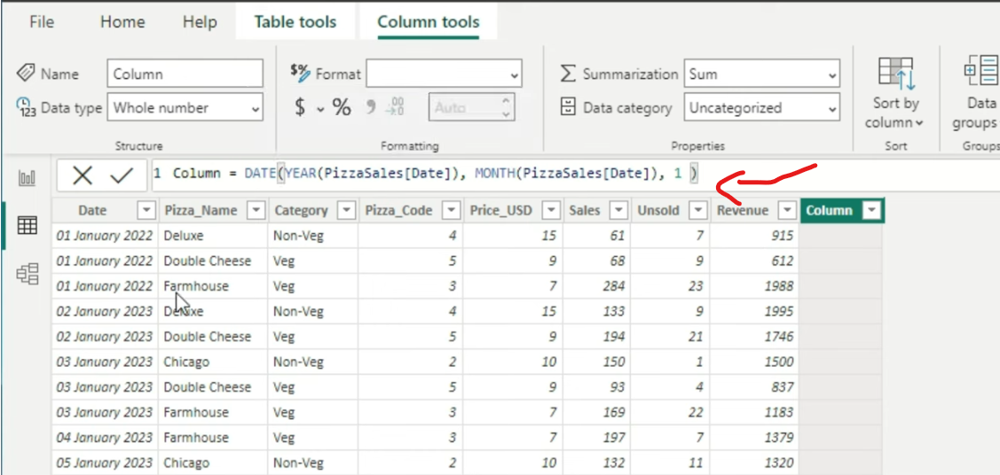 File Home Help Table tools Column tools
Name Column $% Format Summarization Sum Sort by column Data groups
123 Data type Whole number $ % 9 .00 Auto Data category Uncategorized
Structure Formatting Properties Sort Groups
1 Column = DATE(YEAR(PizzaSales[Date]), MONTH(PizzaSales[Date]), 1 )
Date Pizza_Name Category Pizza_Code Price_USD Sales Unsold Revenue Column
01 January 2022 Deluxe Non-Veg 4 15 61 7 915
01 January 2022 Double Cheese Veg 5 9 68 9 612
01 January 2022 Farmhouse Veg 3 7 284 23 1988
02 January 2023 Deluxe Non-Veg 4 15 133 9 1995
02 January 2023 Double Cheese Veg 5 9 194 21 1746
03 January 2023 Chicago Non-Veg 2 10 150 1 1500
03 January 2023 Double Cheese Veg 5 9 93 4 837
03 January 2023 Farmhouse Veg 3 7 169 22 1183
04 January 2023 Farmhouse Veg 3 7 197 7 1379
05 January 2023 Chicago Non-Veg 2 10 132 11 1320